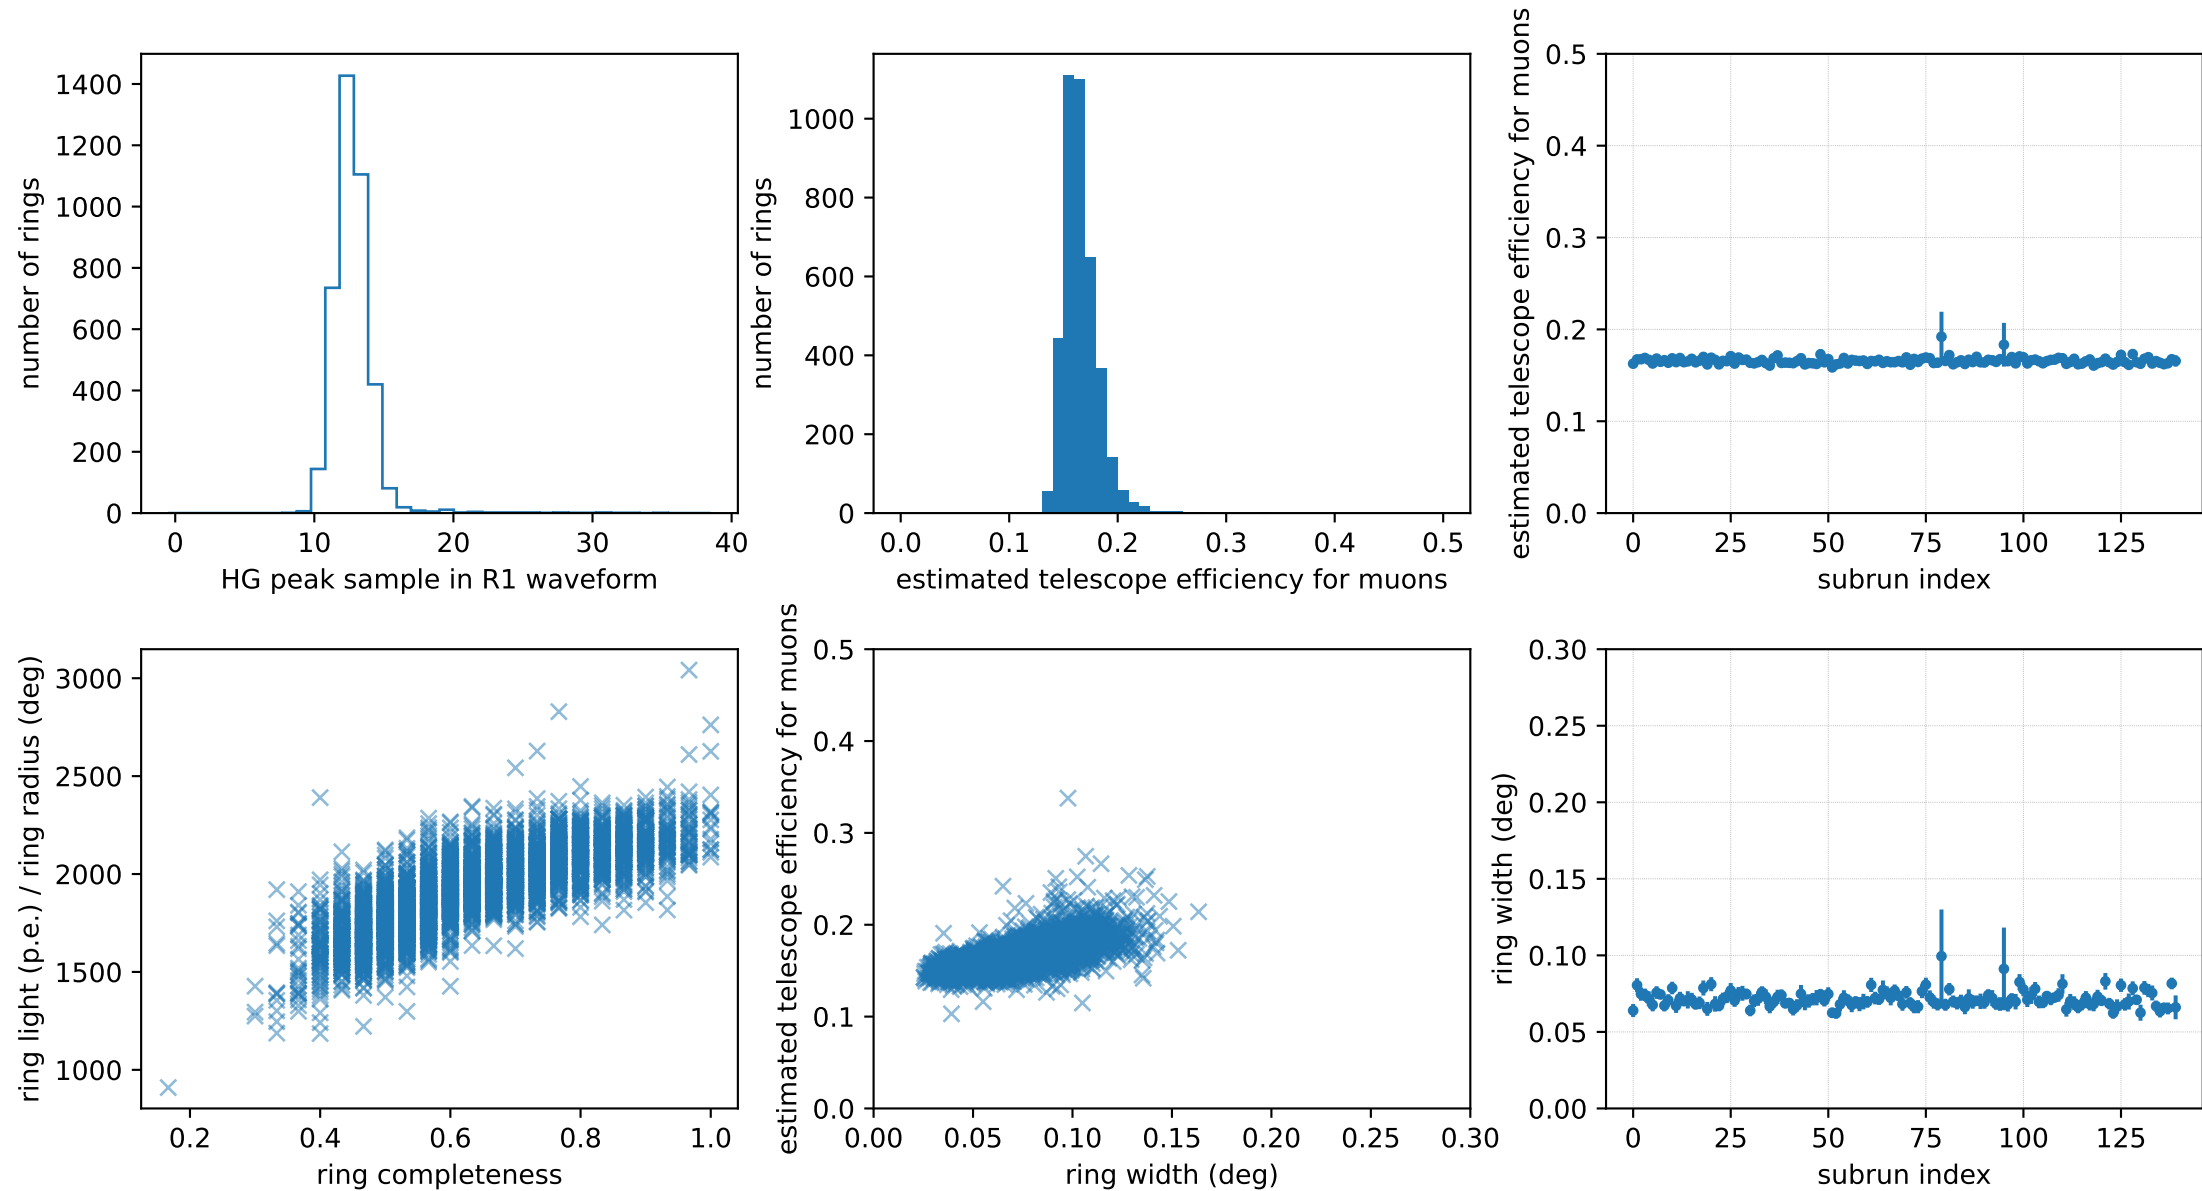 number of rings
1400
1200
1000
800
600
400
200
0
0 10 20 30 40
HG peak sample in R1 waveform
number of rings
1000
800
600
400
200
0
0.0 0.1 0.2 0.3 0.4 0.5
estimated telescope efficiency for muons
estimated telescope efficiency for muons
0.5
0.4
0.3
0.2
0.1
0.0
0 25 50 75 100 125
subrun index
ring light (p.e.) / ring radius (deg)
3000
2500
2000
1500
1000
0.2 0.4 0.6 0.8 1.0
ring completeness
estimated telescope efficiency for muons
0.5
0.4
0.3
0.2
0.1
0.0
0.00 0.05 0.10 0.15 0.20 0.25 0.30
ring width (deg)
ring width (deg)
0.30
0.25
0.20
0.15
0.10
0.05
0.00
0 25 50 75 100 125
subrun index